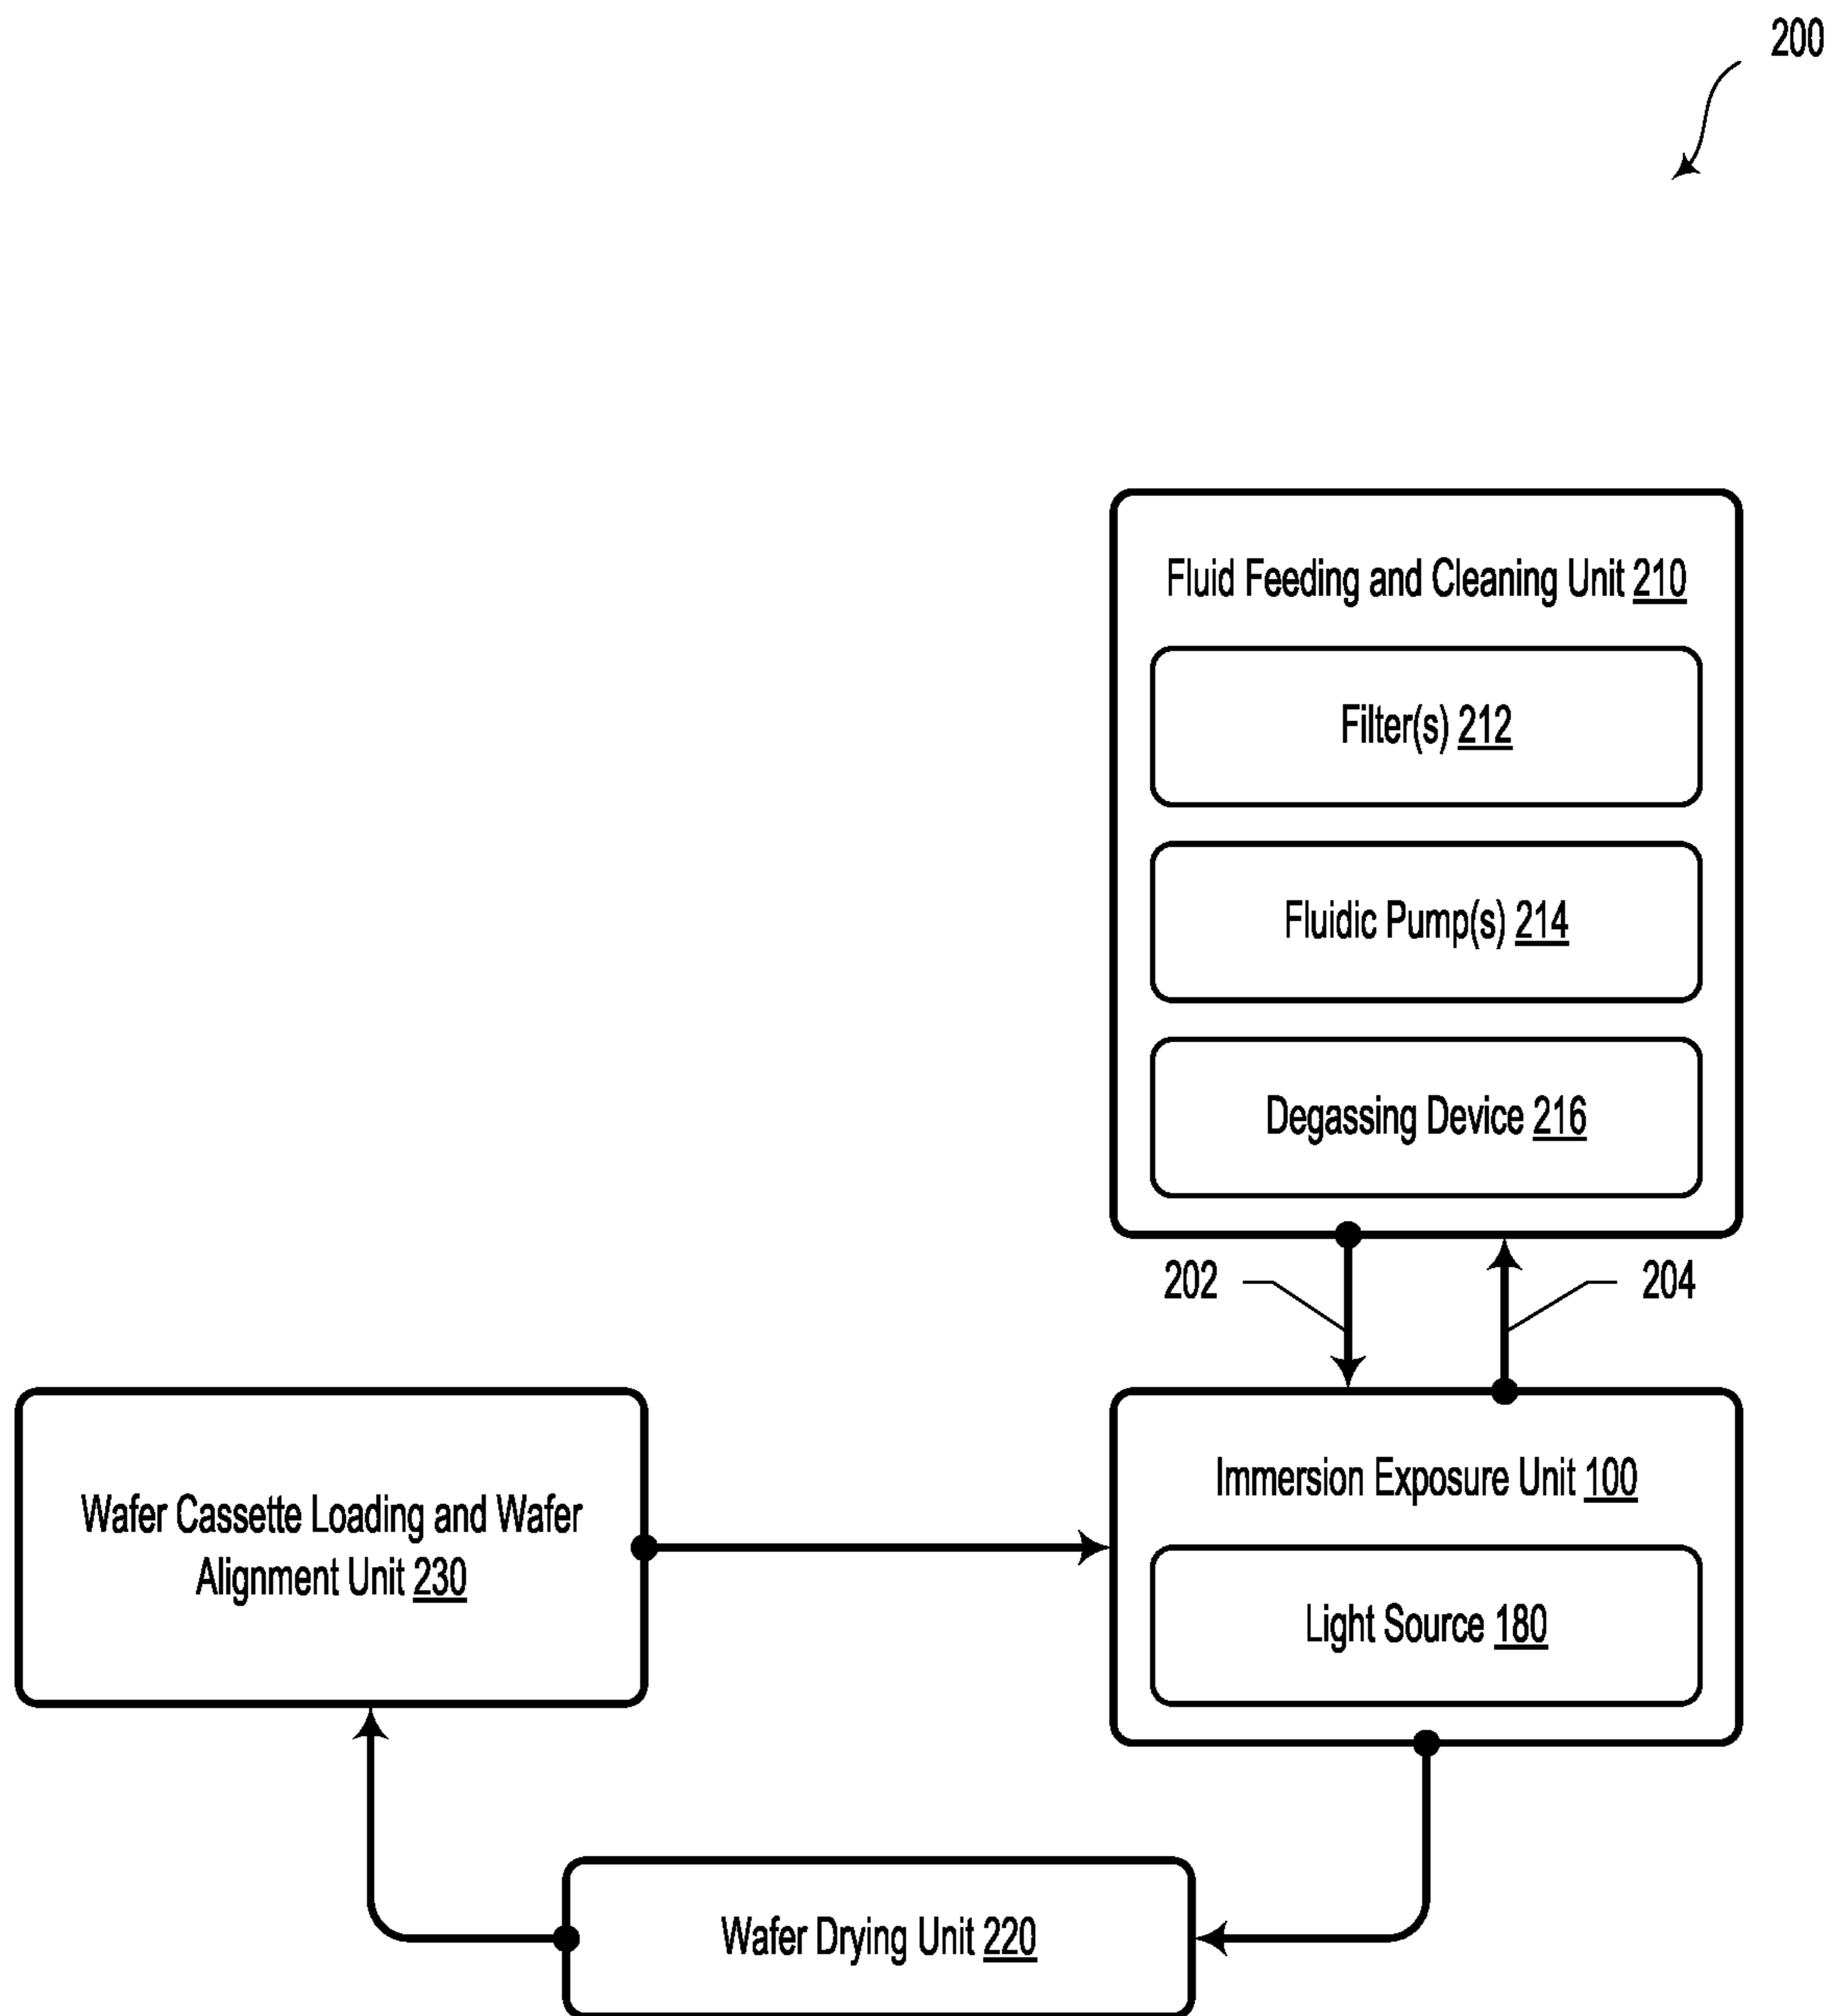 200
Fluid Feeding and Cleaning Unit 210
Filter(s) 212
Fluidic Pump(s) 214
Degassing Device 216
202
204
Wafer Cassette Loading and Wafer
Alignment Unit 230
Immersion Exposure Unit 100
Light Source 180
Wafer Drying Unit 220